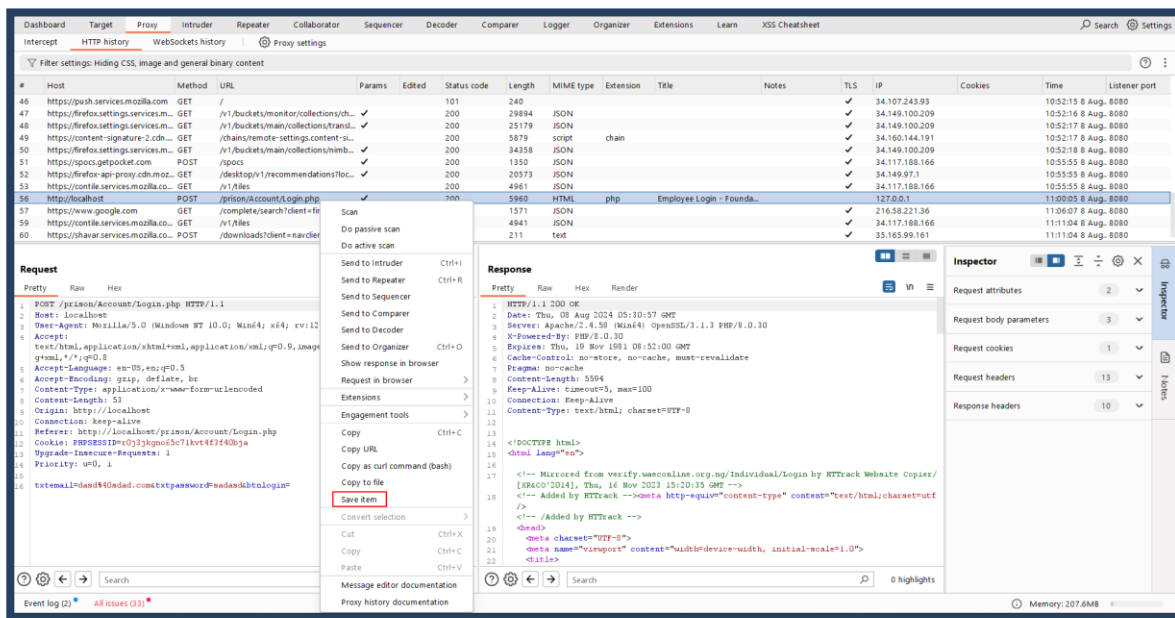 Dashboard Target Proxy Intruder Repeater Collaborator Sequencer Decoder Comparer Logger Organizer Extensions Learn XSS Cheatsheet Search Settings
Intercept HTTP history WebSockets history Proxy settings
Filter settings: Hiding CSS, image and general binary content
# Host Method URL Params Edited Status code Length MIME type Extension Title Notes TLS IP Cookies Time Listener port
46 https://push.services.mozilla.com GET / 101 240 ✓ 34.107.243.93 10:52:15 8 Aug... 8080
47 https://firefox.settings.services.m... GET /v1/buckets/monitor/collections/ch... ✓ 200 29894 JSON ✓ 34.149.100.209 10:52:16 8 Aug... 8080
48 https://firefox.settings.services.m... GET /v1/buckets/main/collections/transl... ✓ 200 25179 JSON ✓ 34.149.100.209 10:52:17 8 Aug... 8080
49 https://content-signature-2.cdn... GET /chains/remote-settings.content-si... 200 5879 script chain ✓ 34.160.144.191 10:52:17 8 Aug... 8080
50 https://firefox.settings.services.m... GET /v1/buckets/main/collections/nimb... ✓ 200 34358 JSON ✓ 34.149.100.209 10:52:18 8 Aug... 8080
51 https://spocs.getpocket.com POST /spocs ✓ 200 1350 JSON ✓ 34.117.188.166 10:55:55 8 Aug... 8080
52 https://firefox-api-proxy.cdn.moz... GET /desktop/v1/recommendations?loc... ✓ 200 20573 JSON ✓ 34.149.97.1 10:55:55 8 Aug... 8080
53 https://contile.services.mozilla.co... GET /v1/tiles 200 4961 JSON ✓ 34.117.188.166 10:55:55 8 Aug... 8080
56 http://localhost POST /prison/Account/Login.php ✓ 200 5960 HTML php Employee Login - Founda... 127.0.0.1 11:00:05 8 Aug... 8080
57 https://www.google.com GET /complete/search?client=fir 1571 JSON ✓ 216.58.221.36 11:06:07 8 Aug... 8080
59 https://contile.services.mozilla.co... GET /v1/tiles 4941 JSON ✓ 34.117.188.166 11:11:04 8 Aug... 8080
60 https://shavar.services.mozilla.co... POST /downloads?client=navclien 211 text ✓ 35.165.99.161 11:11:04 8 Aug... 8080
Request
Pretty Raw Hex
1 POST /prison/Account/Login.php HTTP/1.1
2 Host: localhost
3 User-Agent: Mozilla/5.0 (Windows NT 10.0; Win64; x64; rv:12
4 Accept:
text/html,application/xhtml+xml,application/xml;q=0.9,image
g+xml,*/*;q=0.8
5 Accept-Language: en-US,en;q=0.5
6 Accept-Encoding: gzip, deflate, br
7 Content-Type: application/x-www-form-urlencoded
8 Content-Length: 53
9 Origin: http://localhost
10 Connection: keep-alive
11 Referer: http://localhost/prison/Account/Login.php
12 Cookie: PHPSESSID=r0j3jkgno65c71kvt4f3f40bja
13 Upgrade-Insecure-Requests: 1
14 Priority: u=0, i
15
16 txtemail=dasd%40sdad.com&txtpassword=sadasd&btnlogin=
Search
Scan
Do passive scan
Do active scan
Send to Intruder Ctrl+I
Send to Repeater Ctrl+R
Send to Sequencer
Send to Comparer
Send to Decoder
Send to Organizer Ctrl+O
Show response in browser
Request in browser
Extensions
Engagement tools
Copy Ctrl+C
Copy URL
Copy as curl command (bash)
Copy to file
Save item
Convert selection
Cut Ctrl+X
Copy Ctrl+C
Paste Ctrl+V
Message editor documentation
Proxy history documentation
Response
Pretty Raw Hex Render
\n
1 HTTP/1.1 200 OK
2 Date: Thu, 08 Aug 2024 05:30:57 GMT
3 Server: Apache/2.4.58 (Win64) OpenSSL/3.1.3 PHP/8.0.30
4 X-Powered-By: PHP/8.0.30
5 Expires: Thu, 19 Nov 1981 08:52:00 GMT
6 Cache-Control: no-store, no-cache, must-revalidate
7 Pragma: no-cache
8 Content-Length: 5594
9 Keep-Alive: timeout=5, max=100
10 Connection: Keep-Alive
11 Content-Type: text/html; charset=UTF-8
12
13
14 <!DOCTYPE html>
15 <html lang="en">
16
17 <!-- Mirrored from verify.waeconline.org.ng/Individual/Login by HTTrack Website Copier/
[XR&CO'2014], Thu, 16 Nov 2023 15:20:35 GMT -->
18 <!-- Added by HTTrack --><meta http-equiv="content-type" content="text/html;charset=utf
/>
<!-- /Added by HTTrack -->
19 <head>
20 <meta charset="UTF-8">
21 <meta name="viewport" content="width=device-width, initial-scale=1.0">
22 <title>
Search 0 highlights
Inspector
Request attributes 2
Request body parameters 3
Request cookies 1
Request headers 13
Response headers 10
Inspector
Notes
Event log (2) All issues (33) Memory: 207.6MB